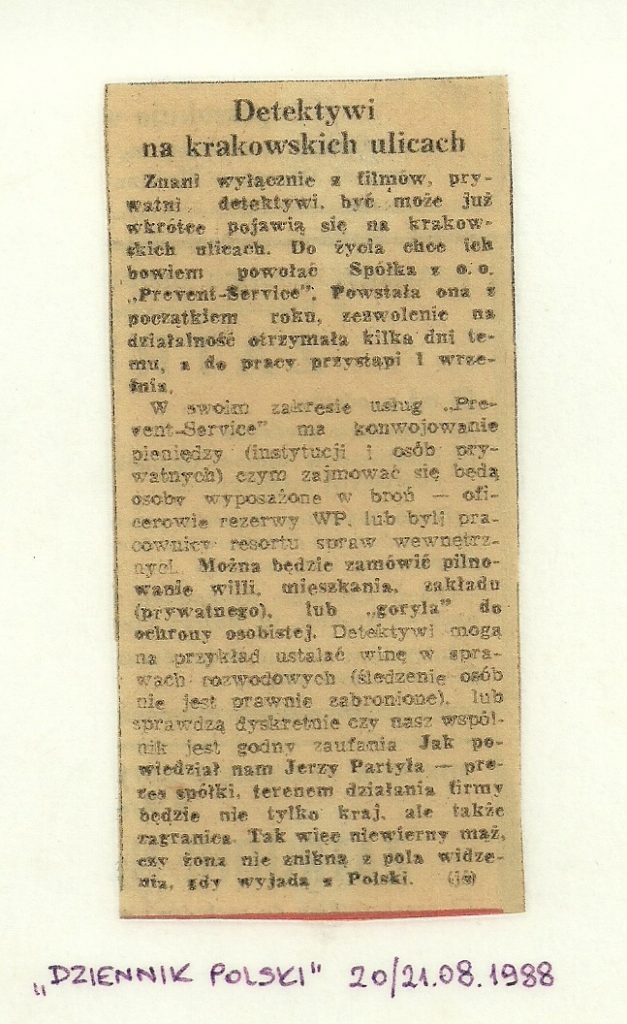 Detektywi
na krakowskich ulicach
Znani wyłącznie z filmów, pry-
watni detektywi, być może już
wkrótce pojawią się na krakow-
skich ulicach. Do życia chce ich
bowiem powołać Spółka z o. o.
„Prevent-Service”. Powstała ona z
początkiem roku, zezwolenie na
działalność otrzymała kilka dni te-
mu, a do pracy przystąpi 1 wrze-
śnia.
W swoim zakresie usług „Pre-
vent-Service” ma konwojowanie
pieniędzy (instytucji i osób pry-
watnych) czym zajmować się będą
osoby wyposażone w broń — ofi-
cerowie rezerwy WP, lub byli pra-
cownicy resortu spraw wewnętrz-
nych. Można będzie zamówić pilno-
wanie willi, mieszkania, zakładu
(prywatnego), lub „goryla” do
ochrony osobistej. Detektywi mogą
na przykład ustalać winę w spra-
wach rozwodowych (śledzenie osób
nie jest prawnie zabronione), lub
sprawdzą dyskretnie czy nasz wspól-
nik jest godny zaufania Jak po-
wiedział nam Jerzy Partyła — pre-
zes spółki, terenem działania firmy
będzie nie tylko kraj, ale także
zagranica. Tak więc niewierny mąż,
czy żona nie znikną z pola widze-
nia, gdy wyjadą z Polski. (jś)
„DZIENNIK POLSKI” 20/21.08.1988